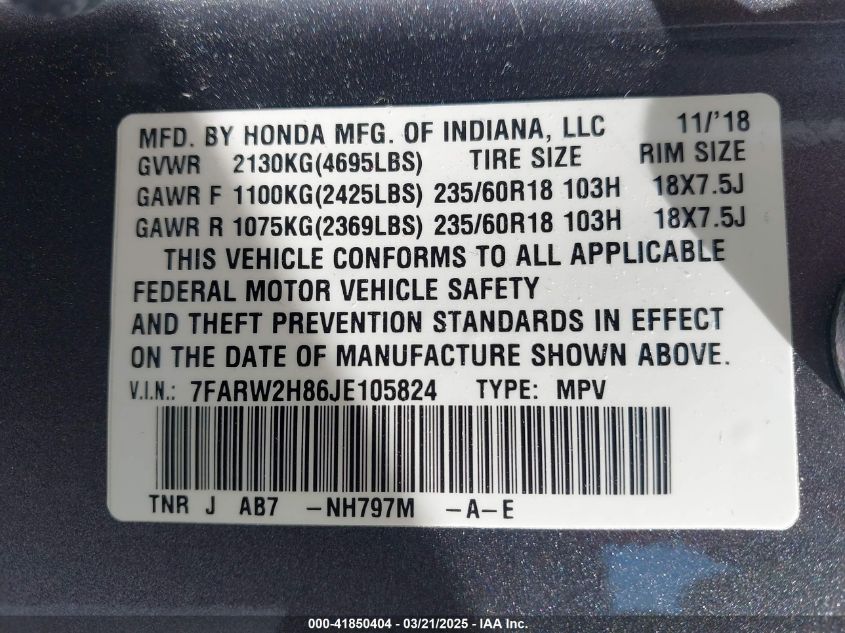 MFD. BY HONDA MFG. OF INDIANA, LLC 11/'18
GVWR 2130KG(4695LBS) TIRE SIZE RIM SIZE
GAWR F 1100KG(2425LBS) 235/60R18 103H 18X7.5J
GAWR R 1075KG(2369LBS) 235/60R18 103H 18X7.5J
THIS VEHICLE CONFORMS TO ALL APPLICABLE
FEDERAL MOTOR VEHICLE SAFETY
AND THEFT PREVENTION STANDARDS IN EFFECT
ON THE DATE OF MANUFACTURE SHOWN ABOVE.
V.I.N.: 7FARW2H86JE105824 TYPE: MPV
TNR J AB7 -NH797M -A-E
000-41850404 - 03/21/2025 - IAA Inc.